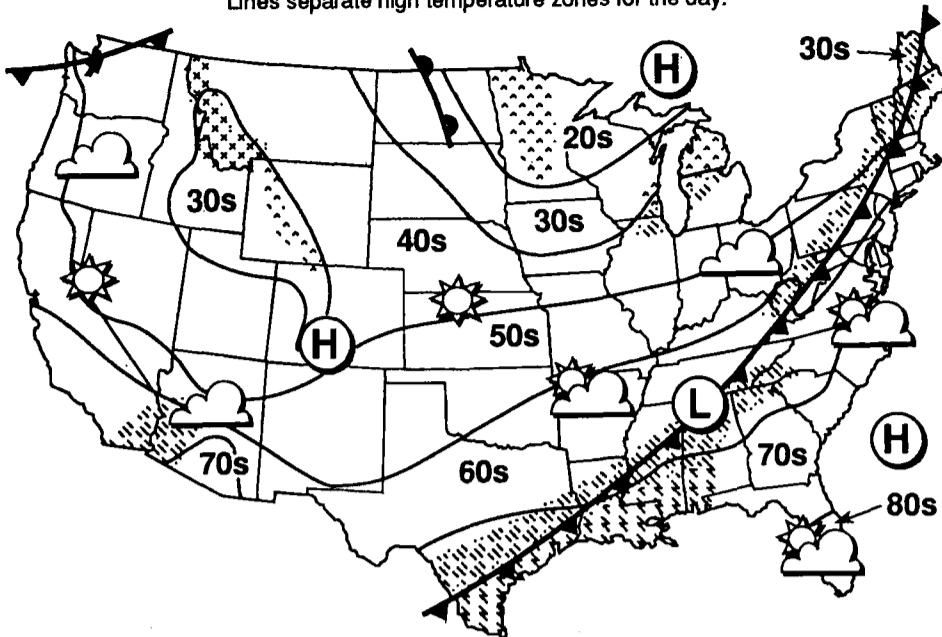 Lines separate high temperature zones for the day.
30s
H
20s
30s
30s
40s
50s
H
L
H
70s
60s
70s
80s